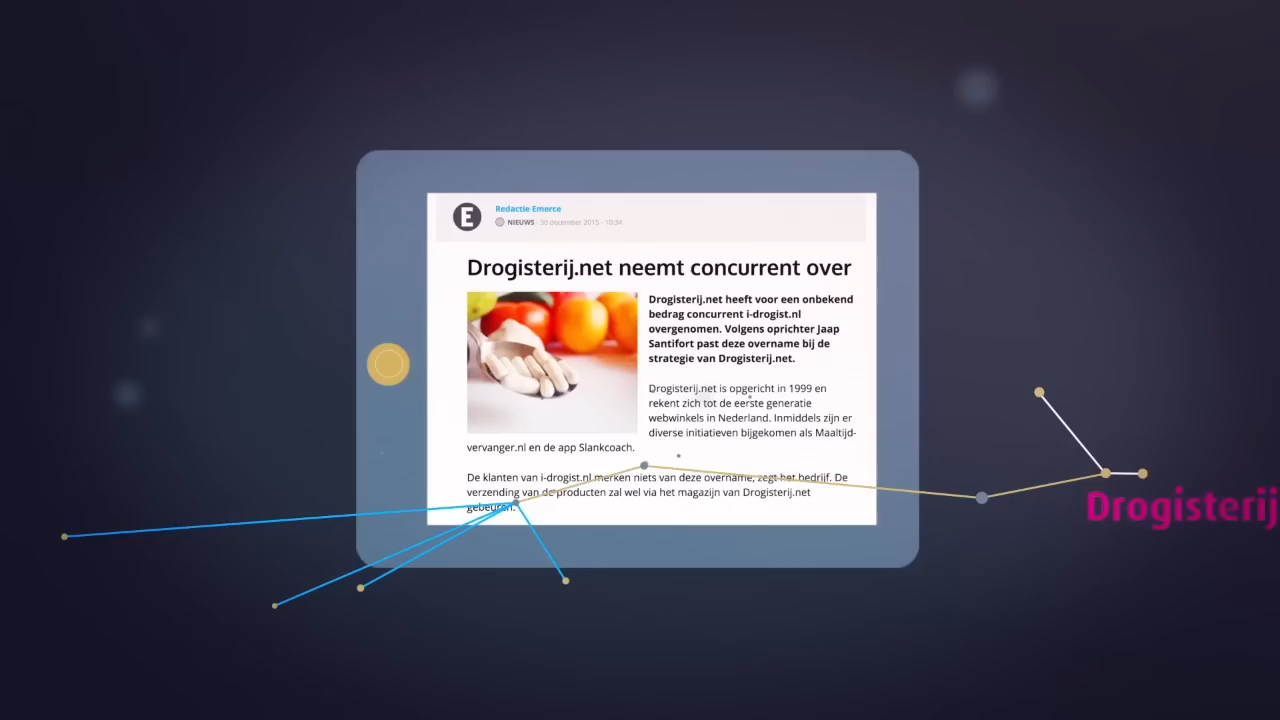 Redactie Emerce
NIEUWS · 30 december 2015 - 10:34
Drogisterij.net neemt concurrent over
Drogisterij.net heeft voor een onbekend
bedrag concurrent i-drogist.nl
overgenomen. Volgens oprichter Jaap
Santifort past deze overname bij de
strategie van Drogisterij.net.
Drogisterij.net is opgericht in 1999 en
rekent zich tot de eerste generatie
webwinkels in Nederland. Inmiddels zijn er
diverse initiatieven bijgekomen als Maaltijd-
vervanger.nl en de app Slankcoach.
De klanten van i-drogist.nl merken niets van deze overname, zegt het bedrijf. De
verzending van de producten zal wel via het magazijn van Drogisterij.net
gebeuren.
Drogisterij